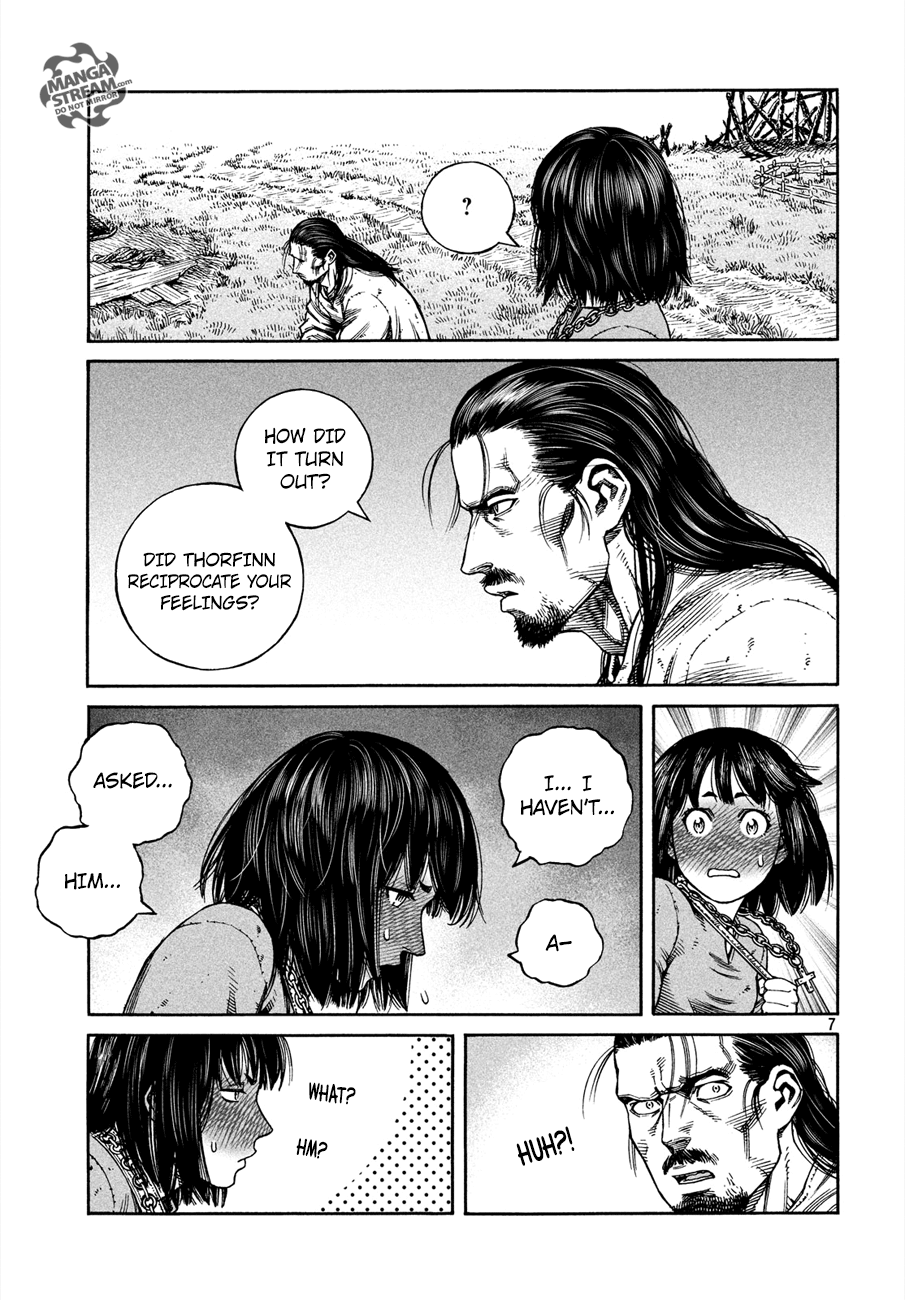 MANGA
STREAM.com
DO NOT MIRROR
?
HOW DID
IT TURN
OUT?
DID THORFINN
RECIPROCATE YOUR
FEELINGS?
I... I
HAVEN'T...
A-
ASKED...
HIM...
7
WHAT?
HM?
HUH?!